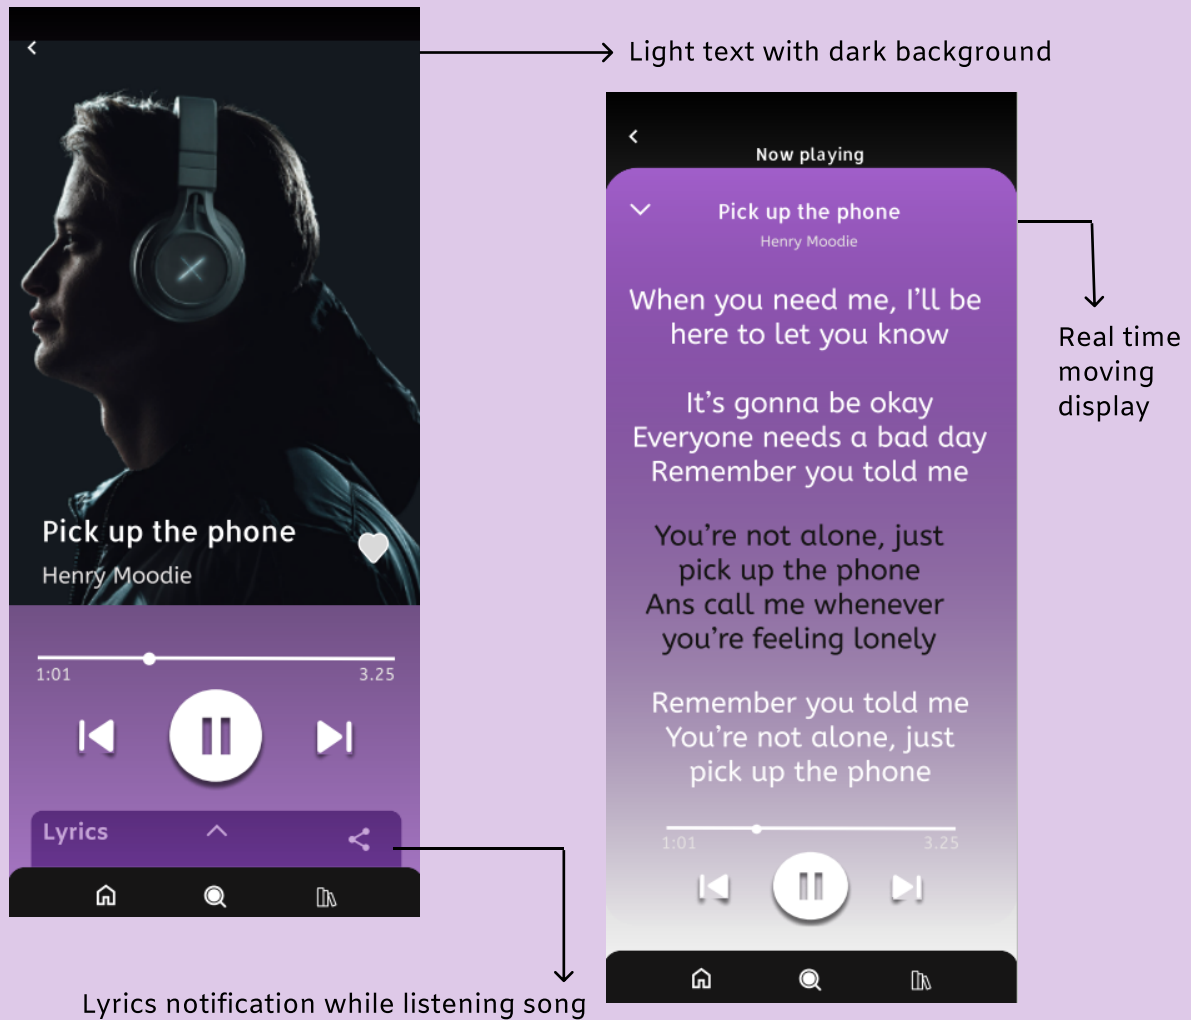 Light text with dark background
Pick up the phone
Henry Moodie
1:01
3.25
Lyrics
Lyrics notification while listening song
Now playing
Pick up the phone
Henry Moodie
When you need me, I'll be
here to let you know
It's gonna be okay
Everyone needs a bad day
Remember you told me
You're not alone, just
pick up the phone
Ans call me whenever
you're feeling lonely
Remember you told me
You're not alone, just
pick up the phone
1:01
3.25
Real time
moving
display